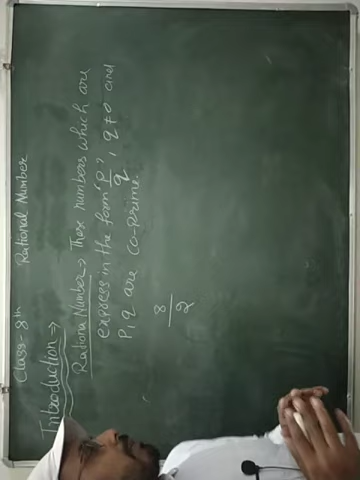 Class - 8th Rational Number
Introduction →
Rationa Number → Those numbers which are
express in the form 'p/q', q ≠ 0 and
P, q are co-prime.
8/2